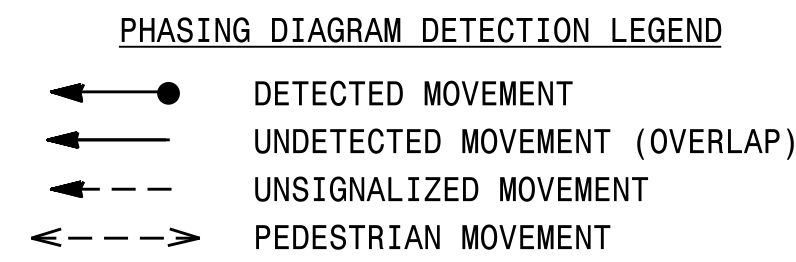 PHASING DIAGRAM DETECTION LEGEND
DETECTED MOVEMENT
UNDETECTED MOVEMENT (OVERLAP)
UNSIGNALIZED MOVEMENT
PEDESTRIAN MOVEMENT